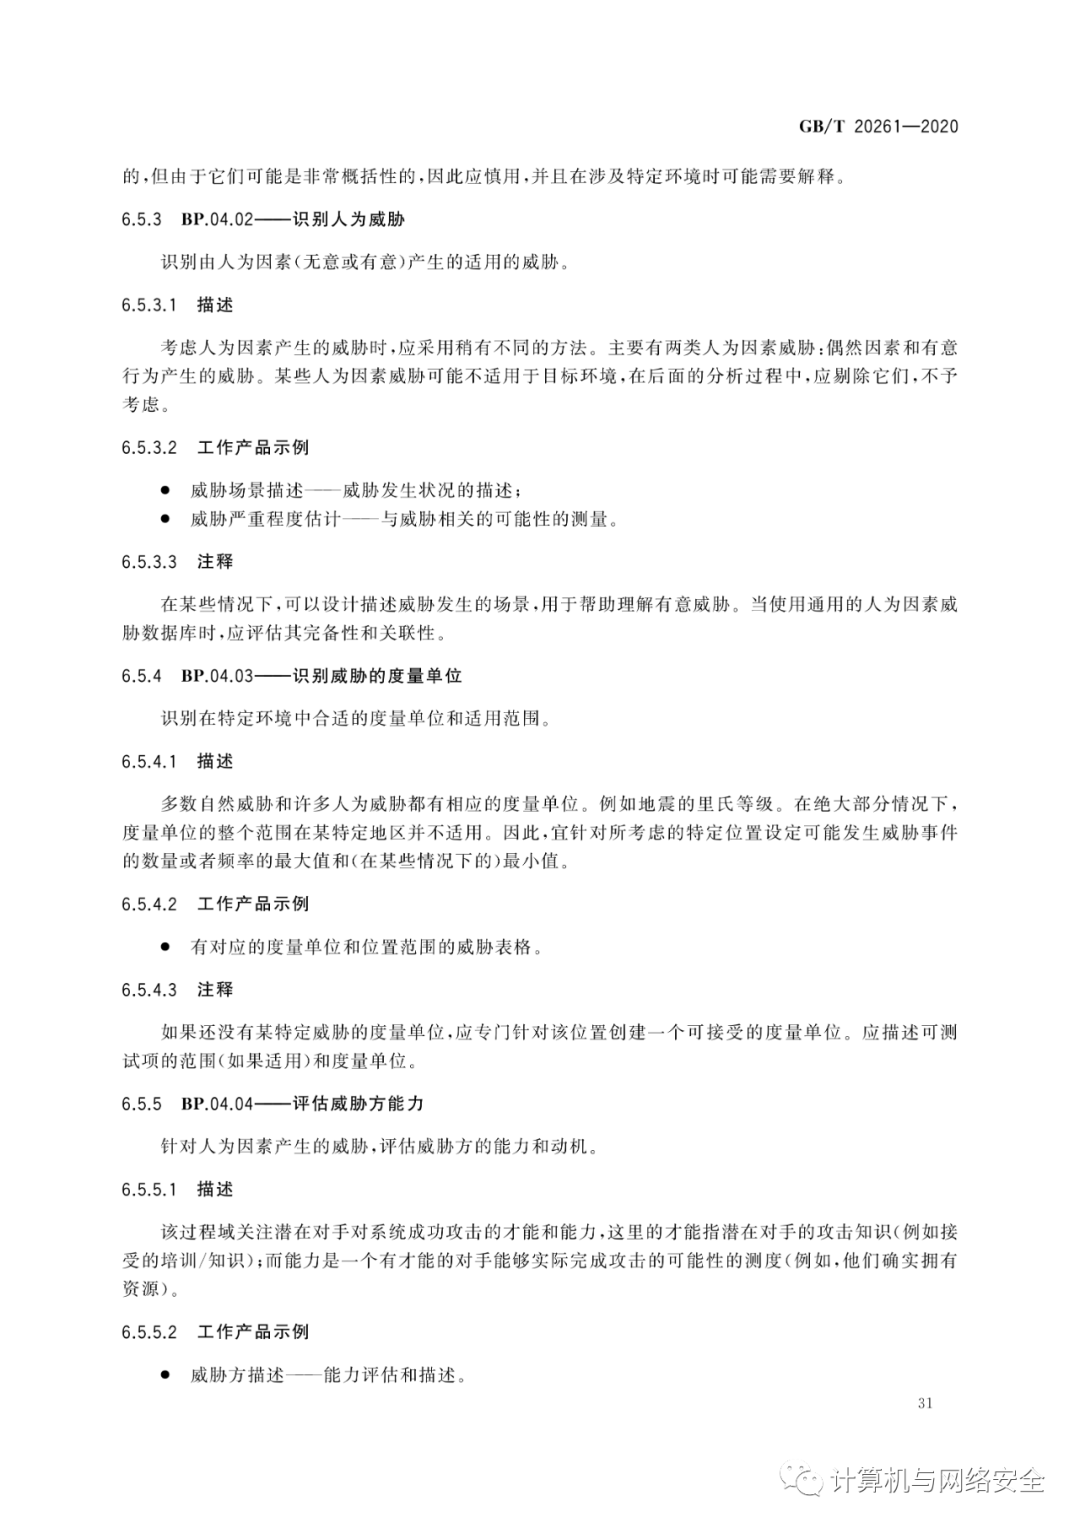 GB/T 20261—2020
的,但由于它们可能是非常概括性的,因此应慎用,并且在涉及特定环境时可能需要解释。
6.5.3 BP.04.02——识别人为威胁
识别由人为因素(无意或有意)产生的适用的威胁。
6.5.3.1 描述
考虑人为因素产生的威胁时,应采用稍有不同的方法。主要有两类人为因素威胁:偶然因素和有意
行为产生的威胁。某些人为因素威胁可能不适用于目标环境,在后面的分析过程中,应剔除它们,不予
考虑。
6.5.3.2 工作产品示例
● 威胁场景描述——威胁发生状况的描述;
● 威胁严重程度估计——与威胁相关的可能性的测量。
6.5.3.3 注释
在某些情况下,可以设计描述威胁发生的场景,用于帮助理解有意威胁。当使用通用的人为因素威
胁数据库时,应评估其完备性和关联性。
6.5.4 BP.04.03——识别威胁的度量单位
识别在特定环境中合适的度量单位和适用范围。
6.5.4.1 描述
多数自然威胁和许多人为威胁都有相应的度量单位。例如地震的里氏等级。在绝大部分情况下,
度量单位的整个范围在某特定地区并不适用。因此,宜针对所考虑的特定位置设定可能发生威胁事件
的数量或者频率的最大值和(在某些情况下的)最小值。
6.5.4.2 工作产品示例
● 有对应的度量单位和位置范围的威胁表格。
6.5.4.3 注释
如果还没有某特定威胁的度量单位,应专门针对该位置创建一个可接受的度量单位。应描述可测
试项的范围(如果适用)和度量单位。
6.5.5 BP.04.04——评估威胁方能力
针对人为因素产生的威胁,评估威胁方的能力和动机。
6.5.5.1 描述
该过程域关注潜在对手对系统成功攻击的才能和能力,这里的才能指潜在对手的攻击知识(例如接
受的培训/知识);而能力是一个有才能的对手能够实际完成攻击的可能性的测度(例如,他们确实拥有
资源)。
6.5.5.2 工作产品示例
● 威胁方描述——能力评估和描述。
31
计算机与网络安全